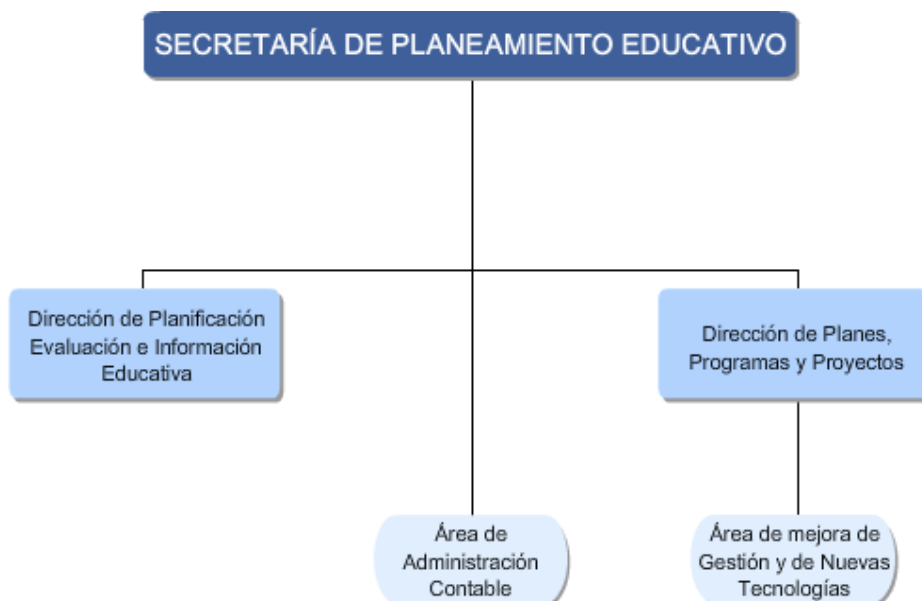 SECRETARÍA DE PLANEAMIENTO EDUCATIVO
Dirección de Planificación
Evaluación e Información
Educativa
Dirección de Planes,
Programas y Proyectos
Área de
Administración
Contable
Área de mejora de
Gestión y de Nuevas
Tecnologías